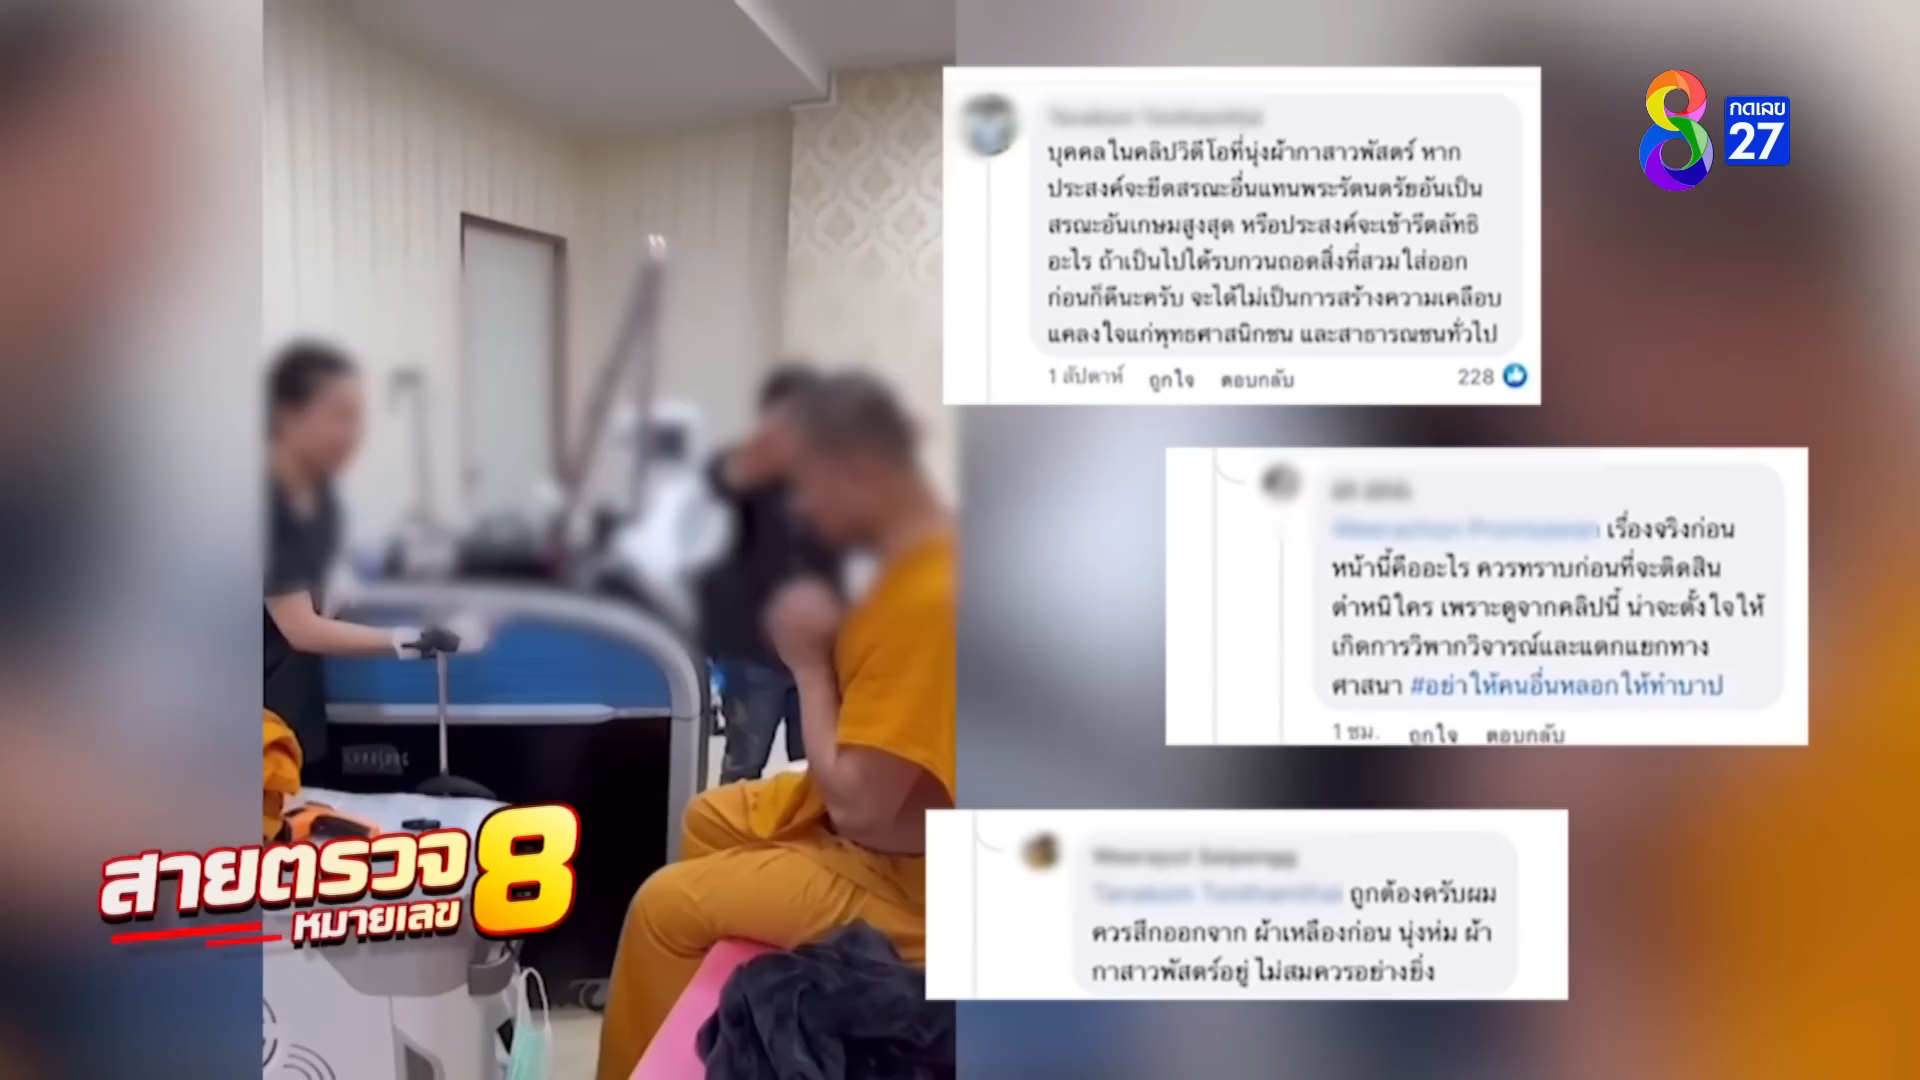 กดเลข
27
บุคคลในคลิปวิดีโอที่นุ่งผ้ากาสาวพัสตร์ หาก
ประสงค์จะยึดสรณะอื่นแทนพระรัตนตรัยอันเป็น
สรณะอันเกษมสูงสุด หรือประสงค์จะเข้ารีตลัทธิ
อะไร ถ้าเป็นไปได้รบกวนถอดสิ่งที่สวมใส่ออก
ก่อนก็ดีนะครับ จะได้ไม่เป็นการสร้างความเคลือบ
แคลงใจแก่พุทธศาสนิกชน และสาธารณชนทั่วไป
1 สัปดาห์ ถูกใจ ตอบกลับ 228
เรื่องจริงก่อน
หน้านี้คืออะไร ควรทราบก่อนที่จะติดสิน
ตำหนิใคร เพราะดูจากคลิปนี้ น่าจะตั้งใจให้
เกิดการวิพากวิจารณ์และแตกแยกทาง
ศาสนา #อย่าให้คนอื่นหลอกให้ทำบาป
1 ชม. ถูกใจ ตอบกลับ
ถูกต้องครับผม
ควรสึกออกจาก ผ้าเหลืองก่อน นุ่งห่ม ผ้า
กาสาวพัสตร์อยู่ ไม่สมควรอย่างยิ่ง
สายตรวจ
หมายเลข 8